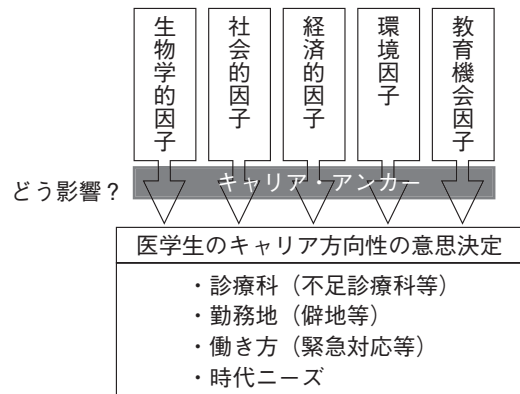 生物学的因子
社会的因子
経済的因子
環境因子
教育機会因子
どう影響？
キャリア・アンカー
医学生のキャリア方向性の意思決定
・診療科（不足診療科等）
・勤務地（僻地等）
・働き方（緊急対応等）
・時代ニーズ